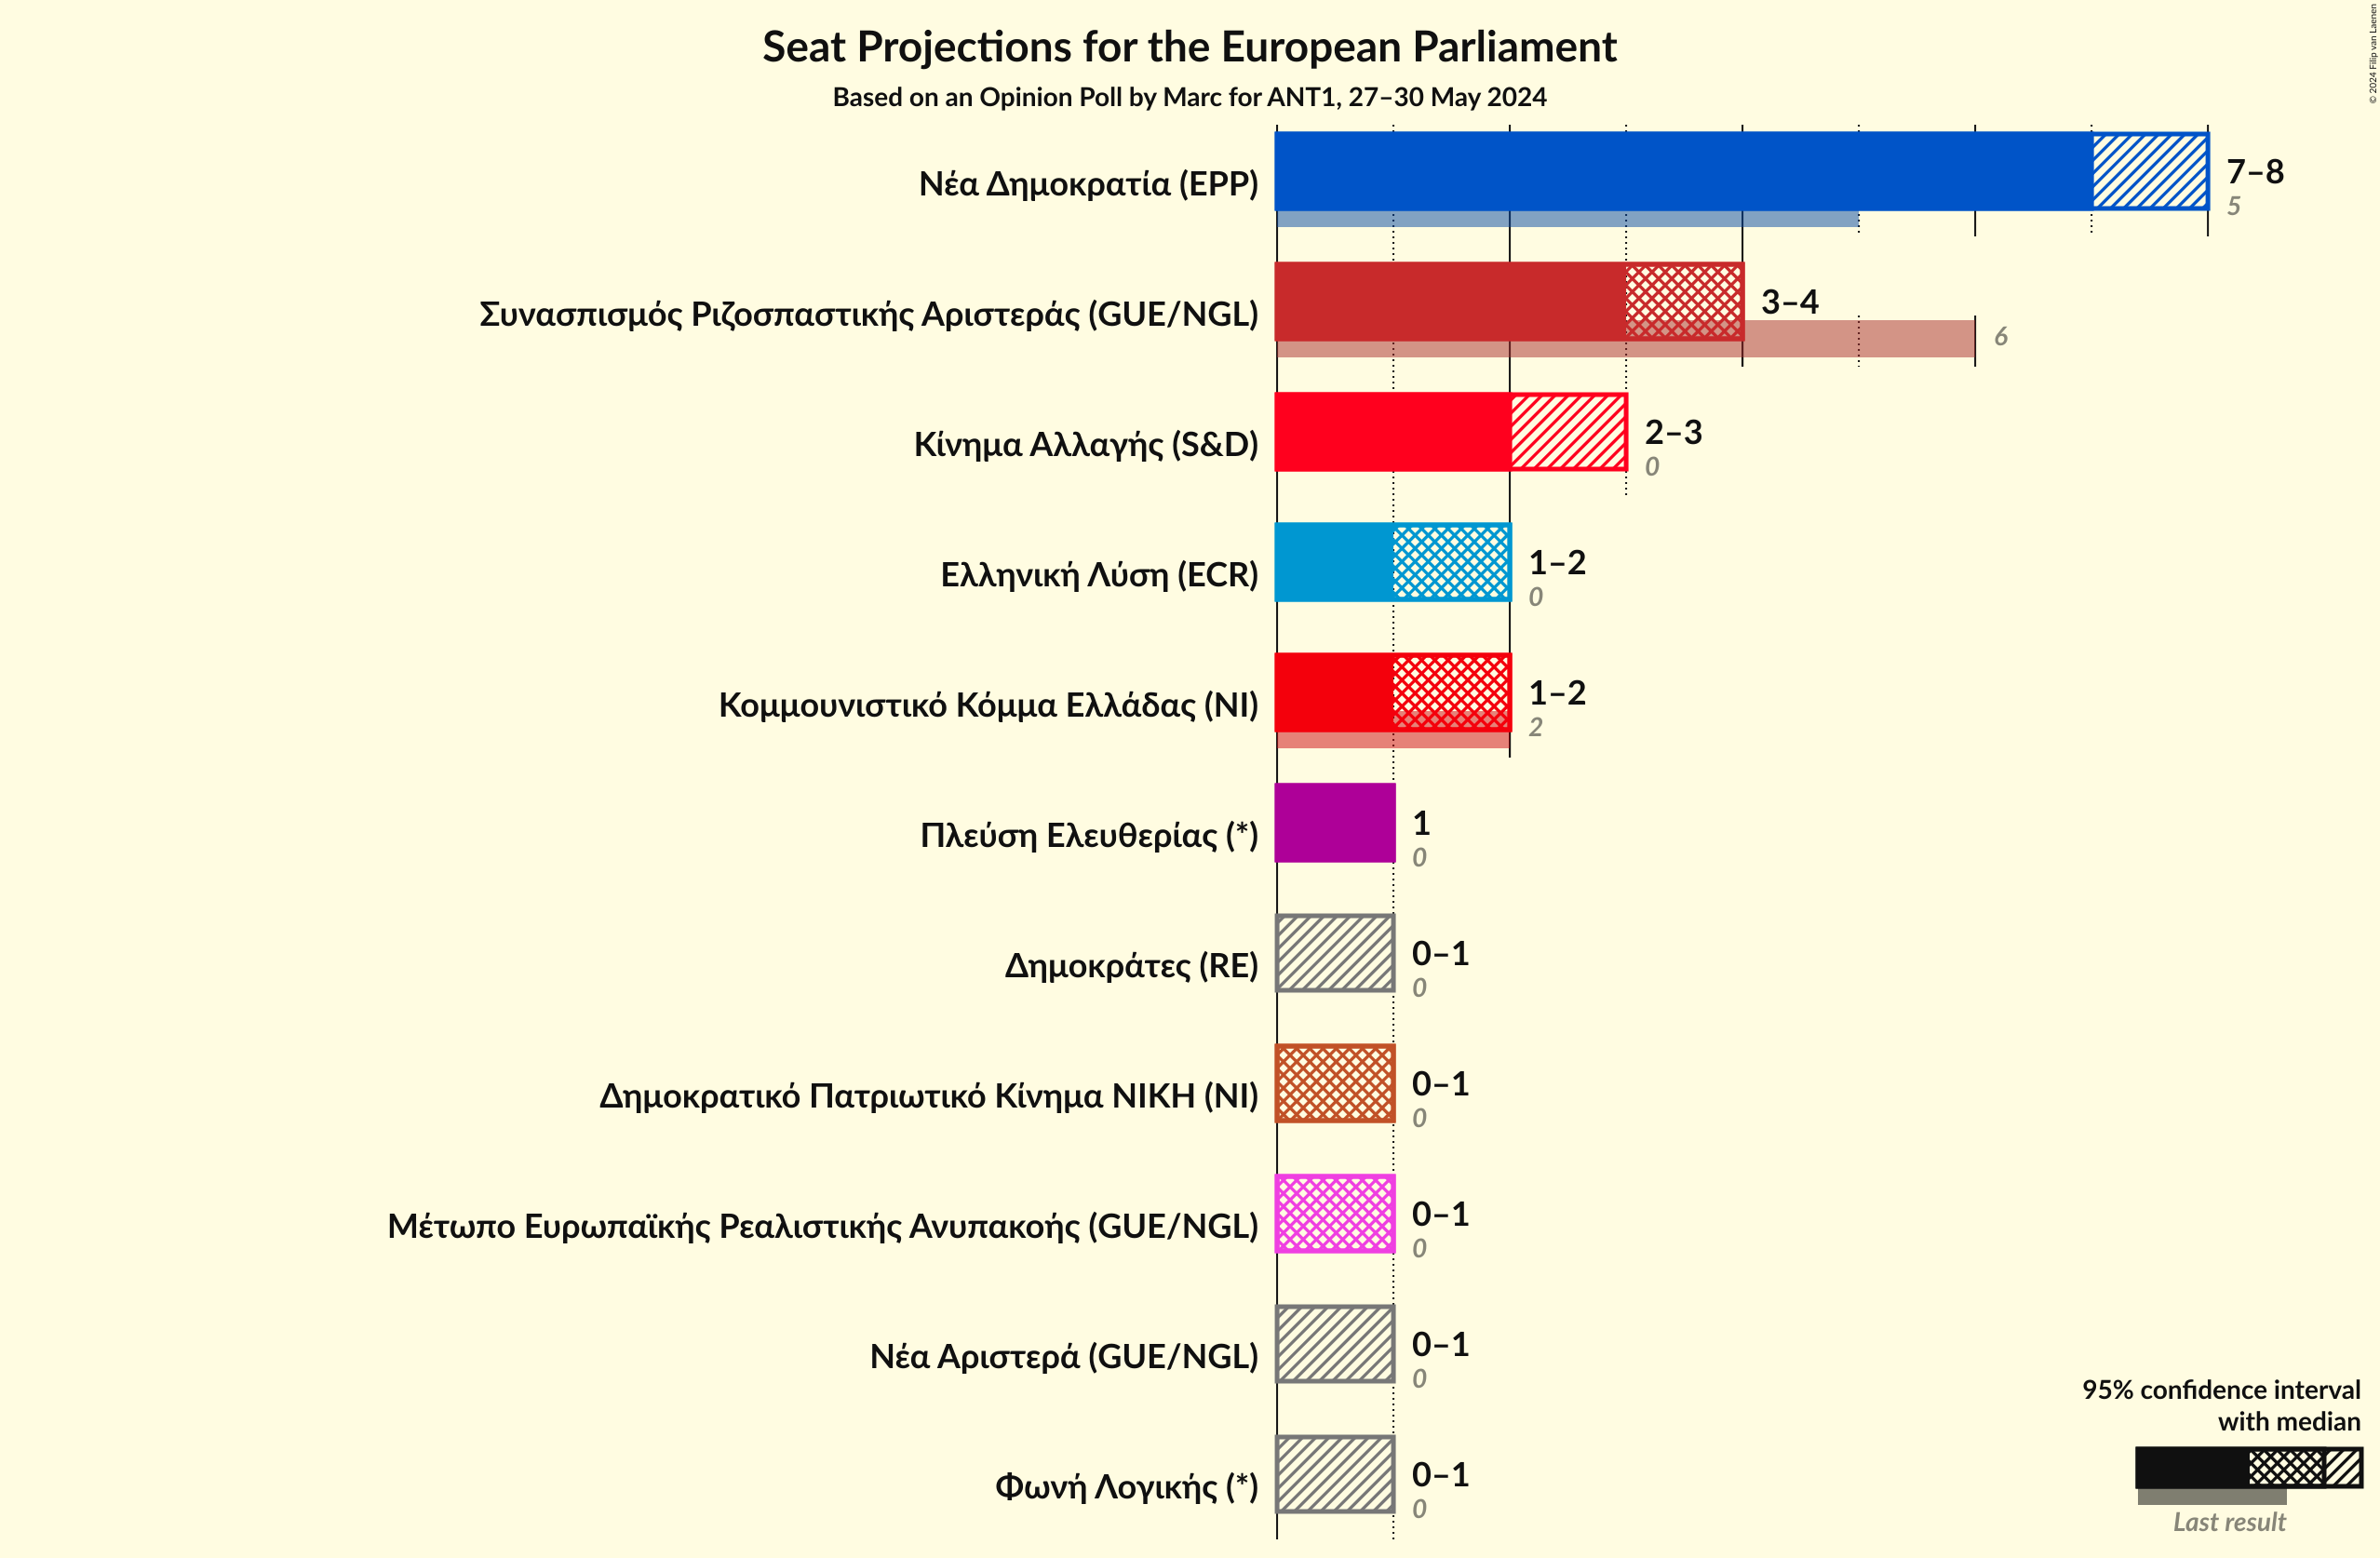 Seat Projections for the European Parliament
Based on an Opinion Poll by Marc for ANT1, 27–30 May 2024
© 2024 Filip van Laenen
Νέα Δημοκρατία (EPP)
7–8
5
Συνασπισμός Ριζοσπαστικής Αριστεράς (GUE/NGL)
3–4
6
Κίνημα Αλλαγής (S&D)
2–3
0
Ελληνική Λύση (ECR)
1–2
0
Κομμουνιστικό Κόμμα Ελλάδας (NI)
1–2
2
Πλεύση Ελευθερίας (*)
1
0
Δημοκράτες (RE)
0–1
0
Δημοκρατικό Πατριωτικό Κίνημα ΝΙΚΗ (NI)
0–1
0
Μέτωπο Ευρωπαϊκής Ρεαλιστικής Ανυπακοής (GUE/NGL)
0–1
0
Νέα Αριστερά (GUE/NGL)
0–1
0
Φωνή Λογικής (*)
0–1
0
95% confidence interval
with median
Last result